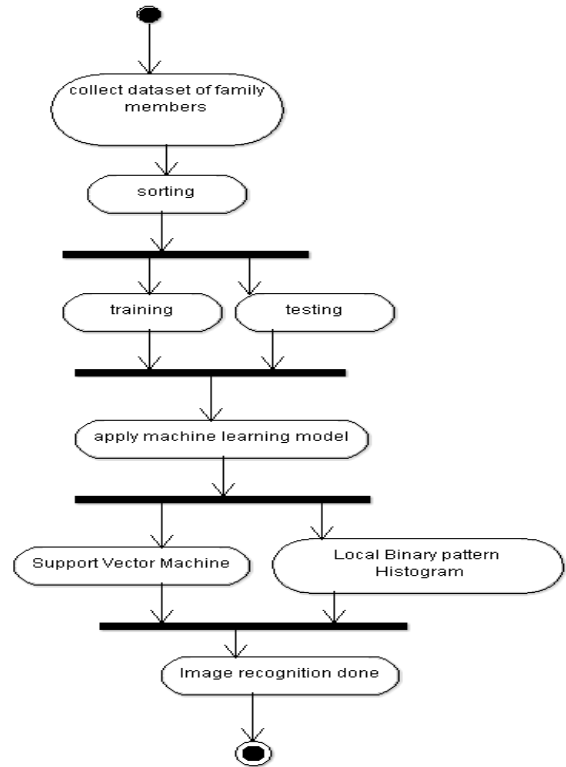 collect dataset of family
members
sorting
training
testing
apply machine learning model
Support Vector Machine
Local Binary pattern
Histogram
Image recognition done